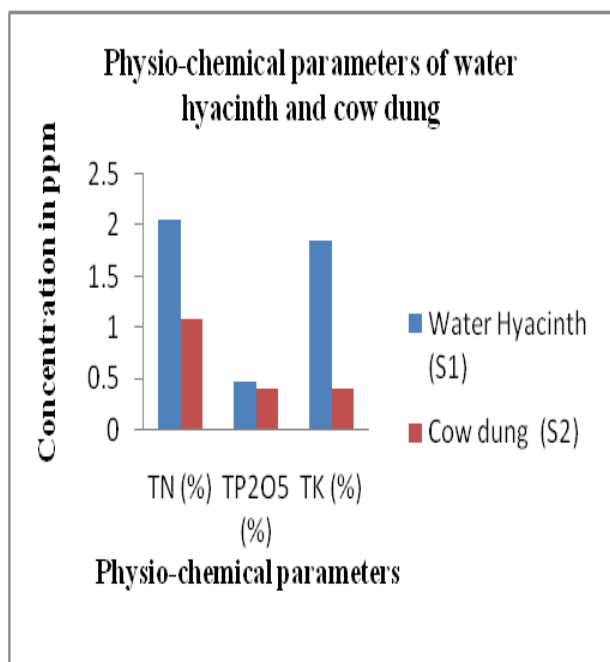 Physio-chemical parameters of water
hyacinth and cow dung
Concentration in ppm
2.5
2
1.5
1
0.5
0
TN (%) TP2O5 TK (%)
(%)
Physio-chemical parameters
Water Hyacinth
(S1)
Cow dung (S2)